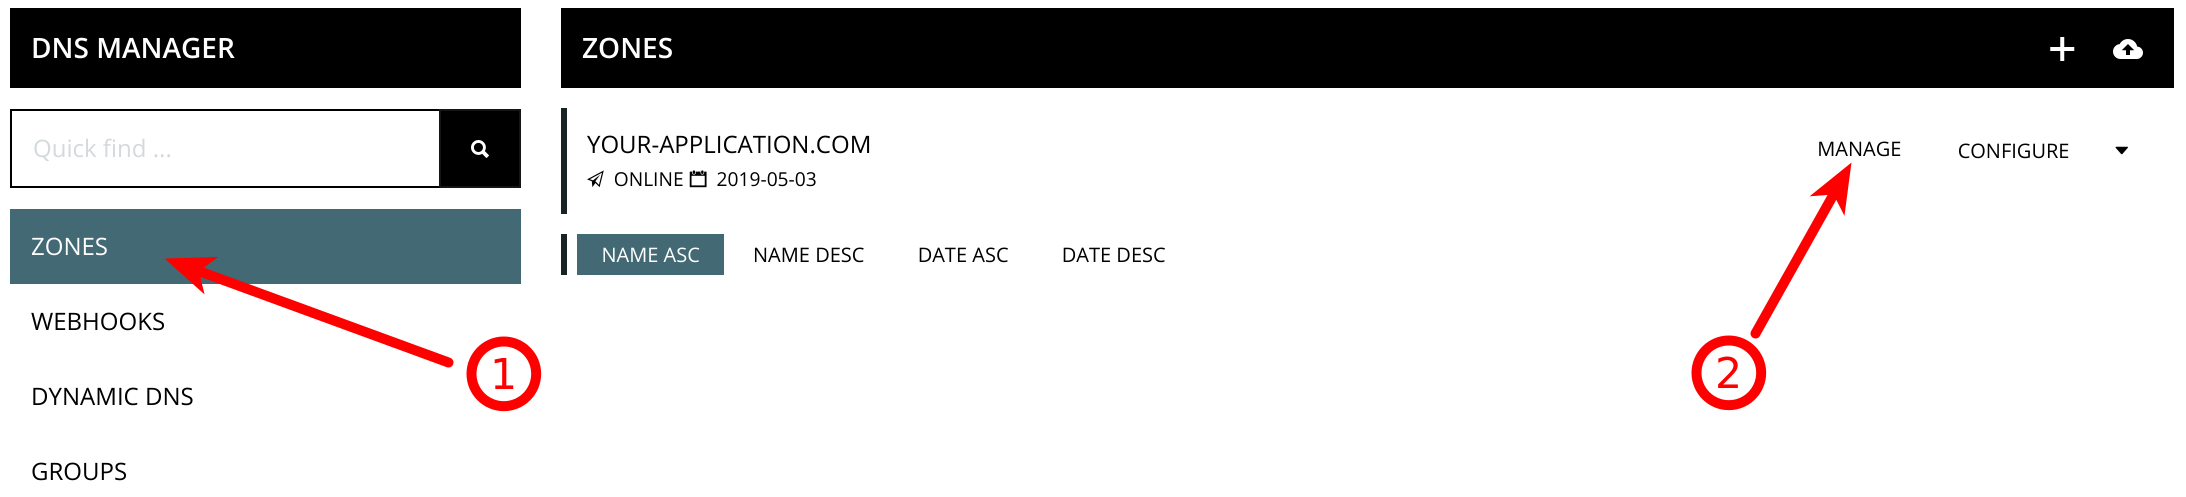 DNS MANAGER
Quick find ...
ZONES
WEBHOOKS
DYNAMIC DNS
GROUPS
1
ZONES
YOUR-APPLICATION.COM
ONLINE 2019-05-03
MANAGE CONFIGURE
NAME ASC NAME DESC DATE ASC DATE DESC
2